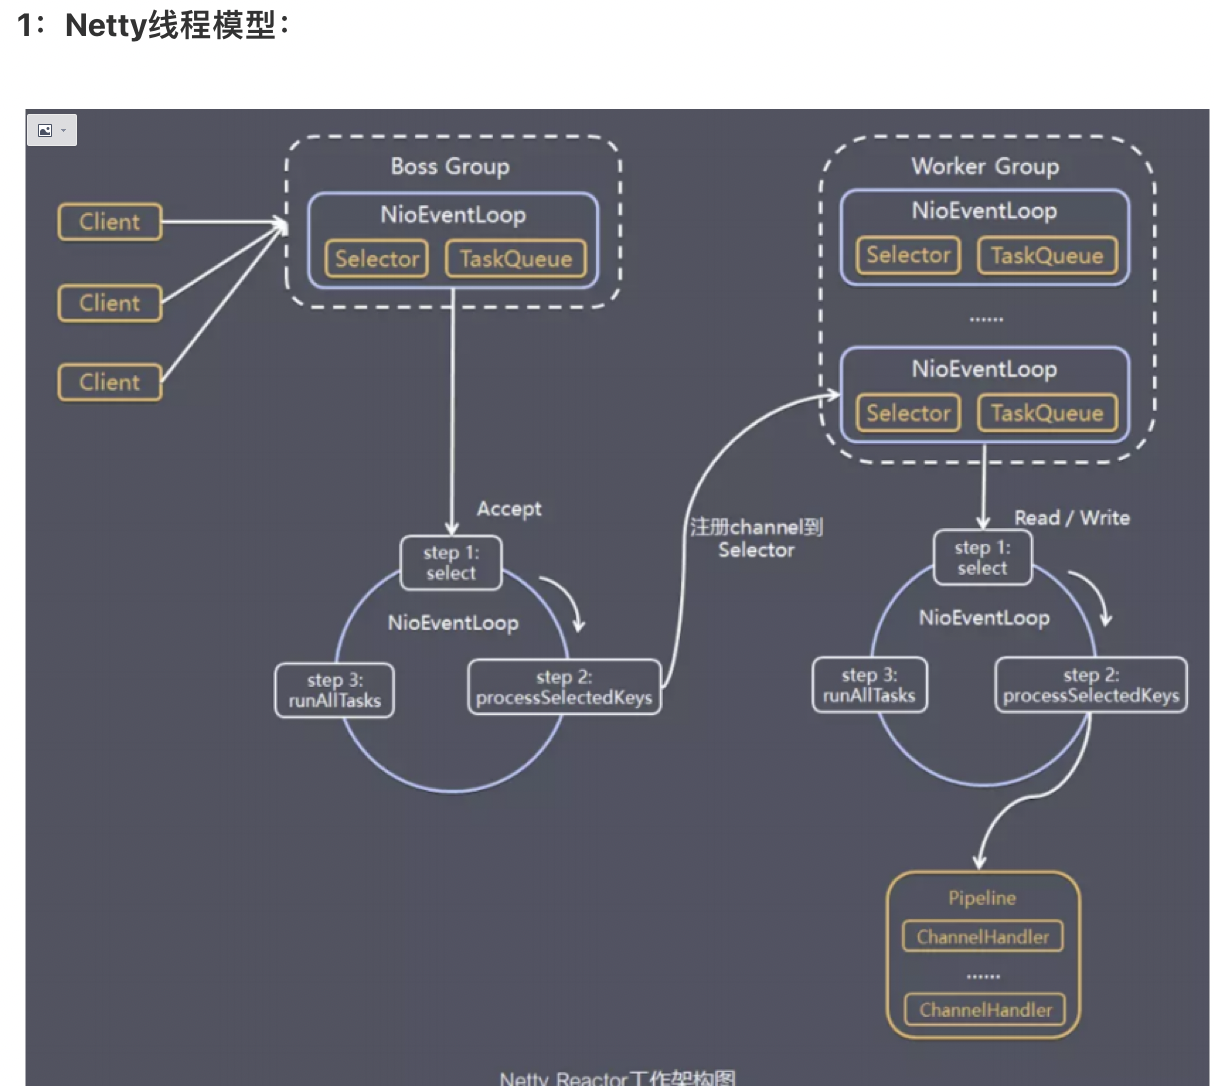 1：Netty线程模型：
Boss Group
NioEventLoop
Selector
TaskQueue
Client
Client
Client
Worker Group
NioEventLoop
Selector
TaskQueue
......
NioEventLoop
Selector
TaskQueue
Accept
step 1:
select
NioEventLoop
step 2:
processSelectedKeys
step 3:
runAllTasks
注册channel到
Selector
Read / Write
step 1:
select
NioEventLoop
step 2:
processSelectedKeys
step 3:
runAllTasks
Pipeline
ChannelHandler
......
ChannelHandler
Netty Reactor工作架构图